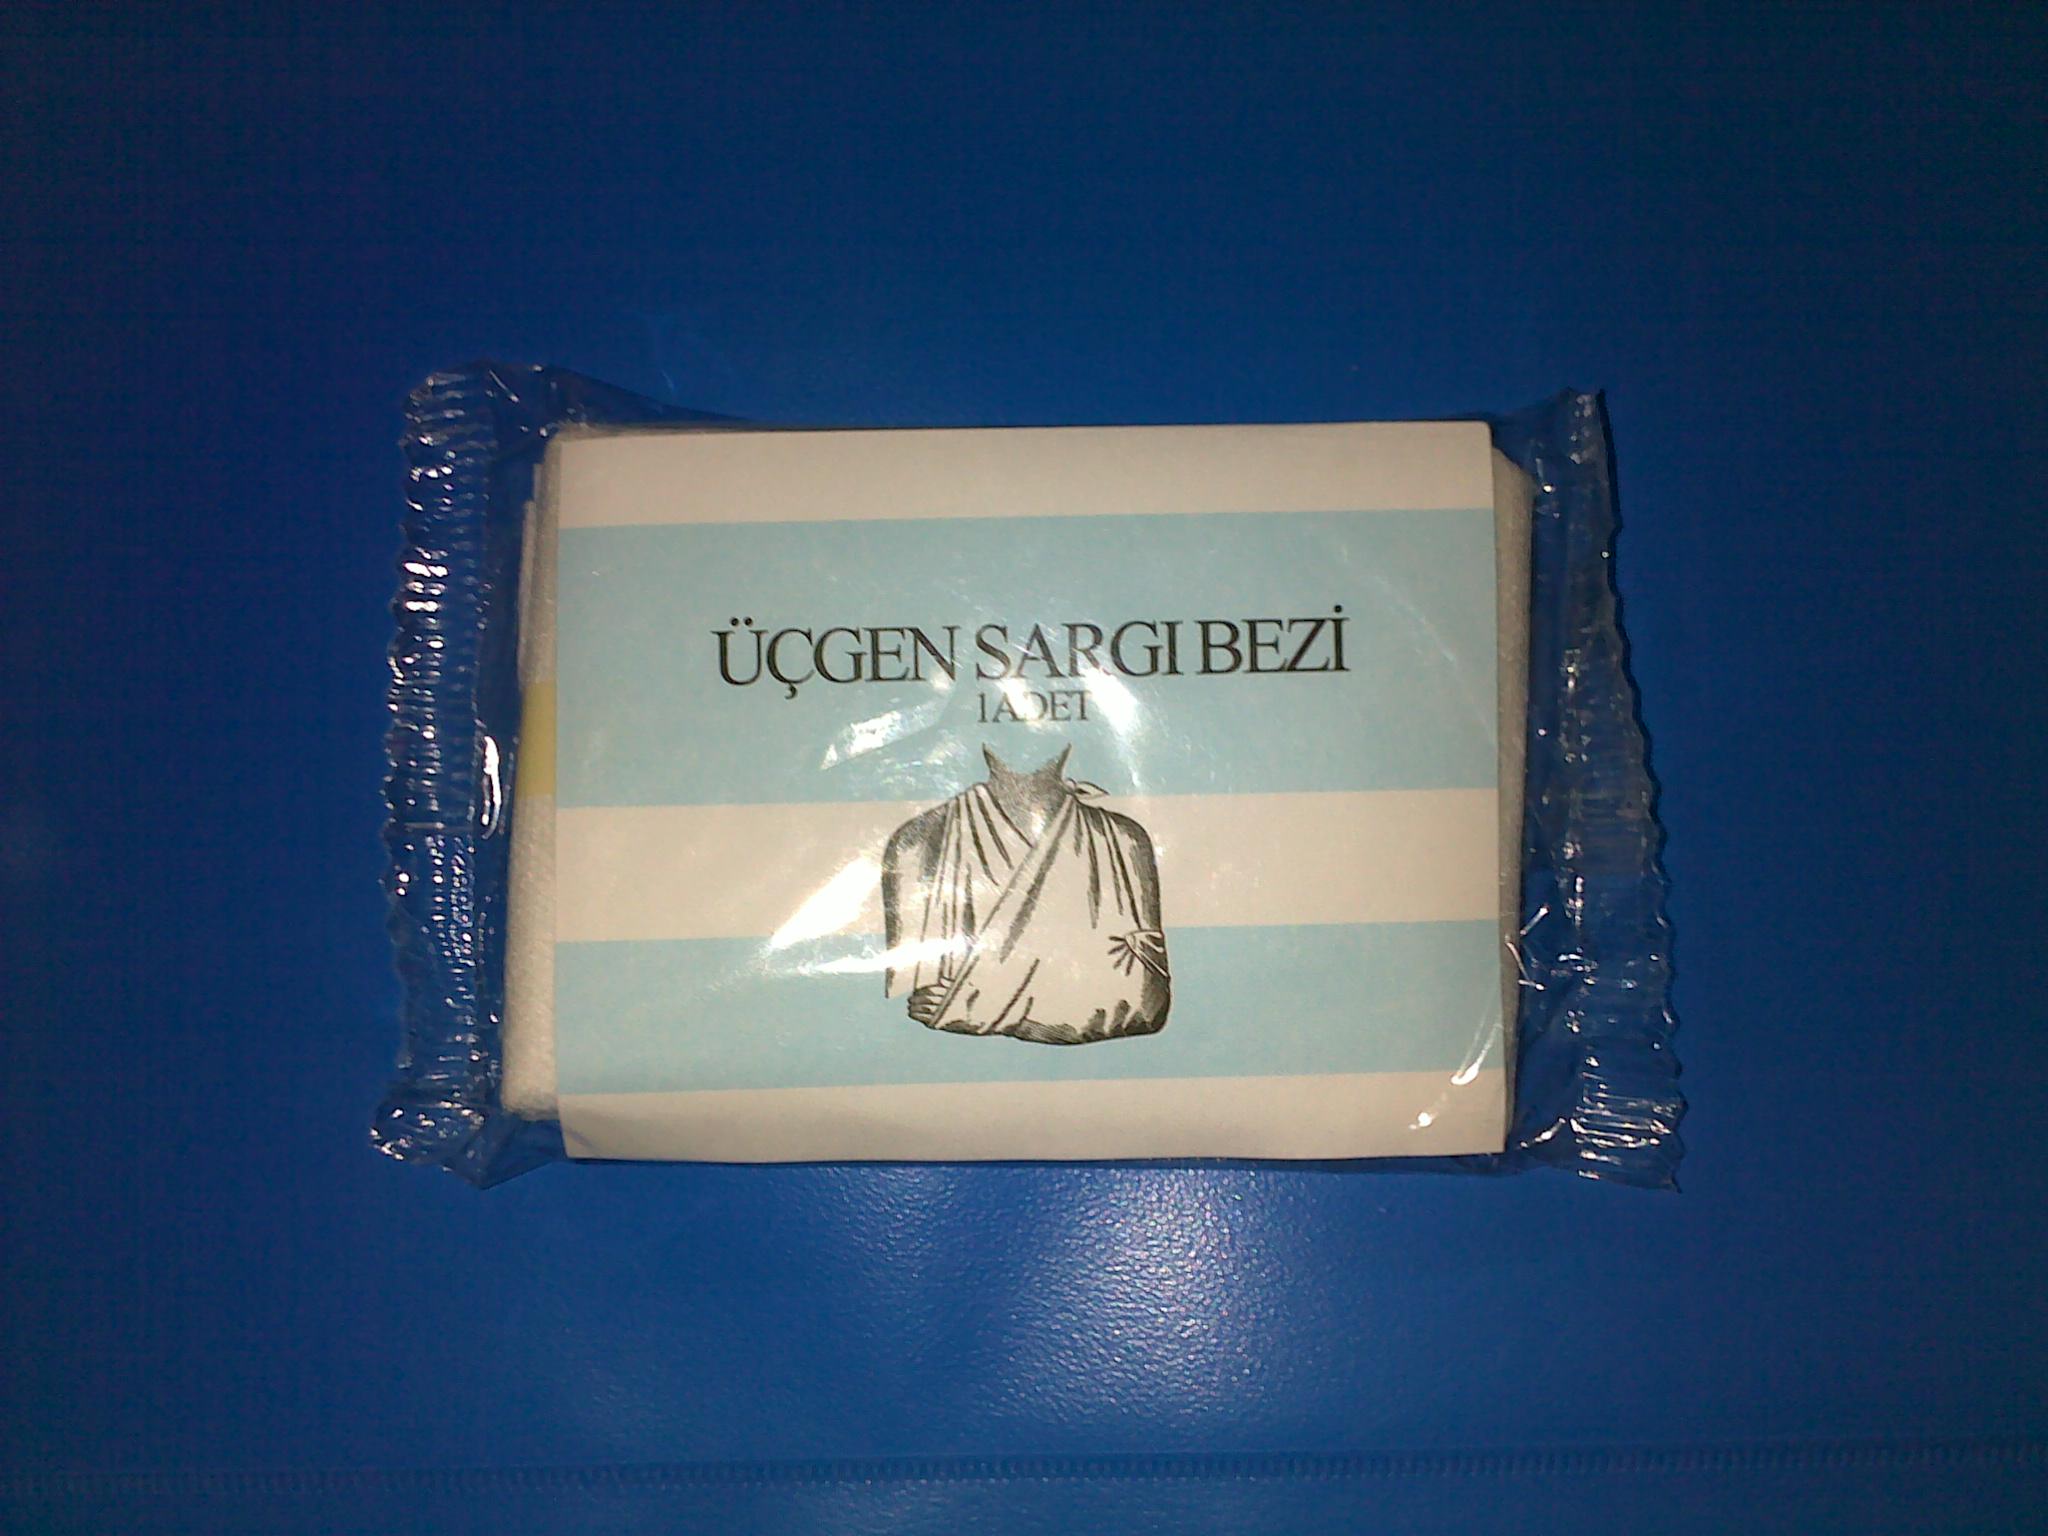 ÜÇGEN SARGI BEZİ
1 ADET